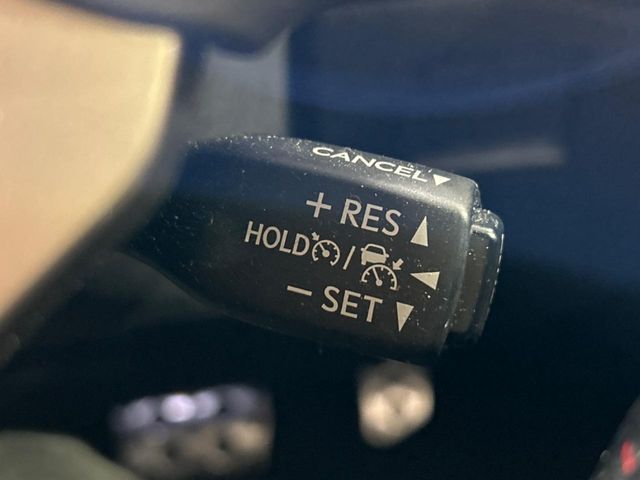 CANCEL
+ RES
HOLD /
− SET